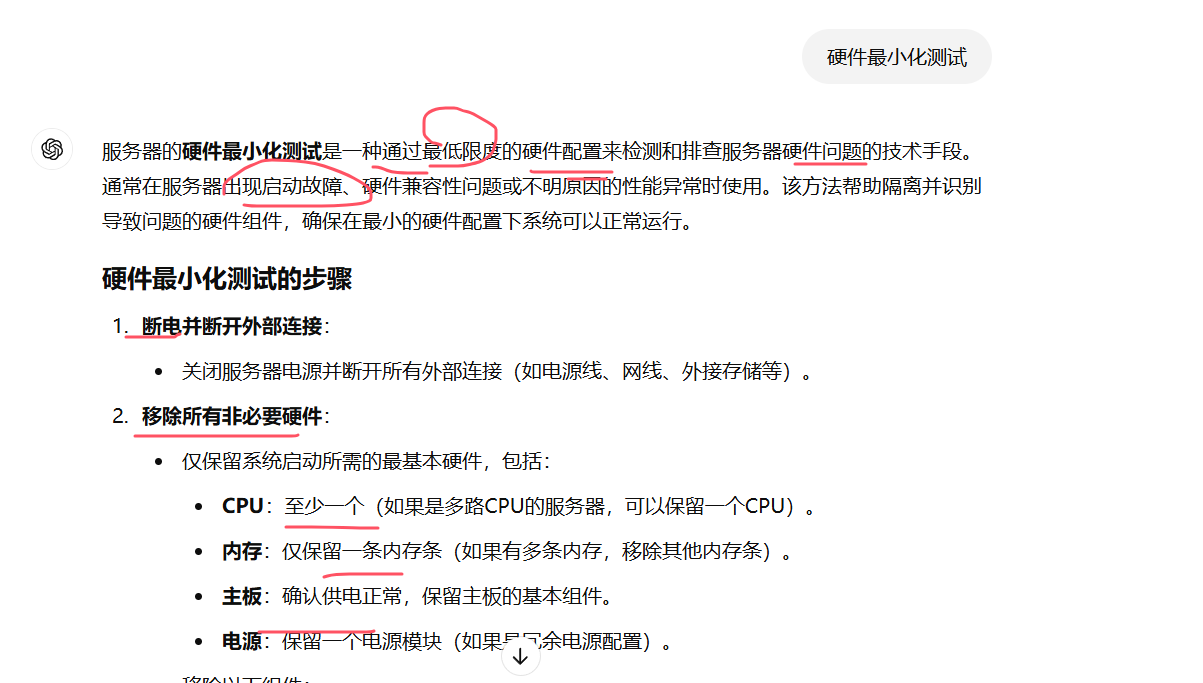 硬件最小化测试
服务器的硬件最小化测试是一种通过最低限度的硬件配置来检测和排查服务器硬件问题的技术手段。
通常在服务器出现启动故障、硬件兼容性问题或不明原因的性能异常时使用。该方法帮助隔离并识别
导致问题的硬件组件，确保在最小的硬件配置下系统可以正常运行。
硬件最小化测试的步骤
1. 断电并断开外部连接：
• 关闭服务器电源并断开所有外部连接（如电源线、网线、外接存储等）。
2. 移除所有非必要硬件：
• 仅保留系统启动所需的最基本硬件，包括：
• CPU：至少一个（如果是多路CPU的服务器，可以保留一个CPU）。
• 内存：仅保留一条内存条（如果有多条内存，移除其他内存条）。
• 主板：确认供电正常，保留主板的基本组件。
• 电源：保留一个电源模块（如果是冗余电源配置）。
移除以下组件：